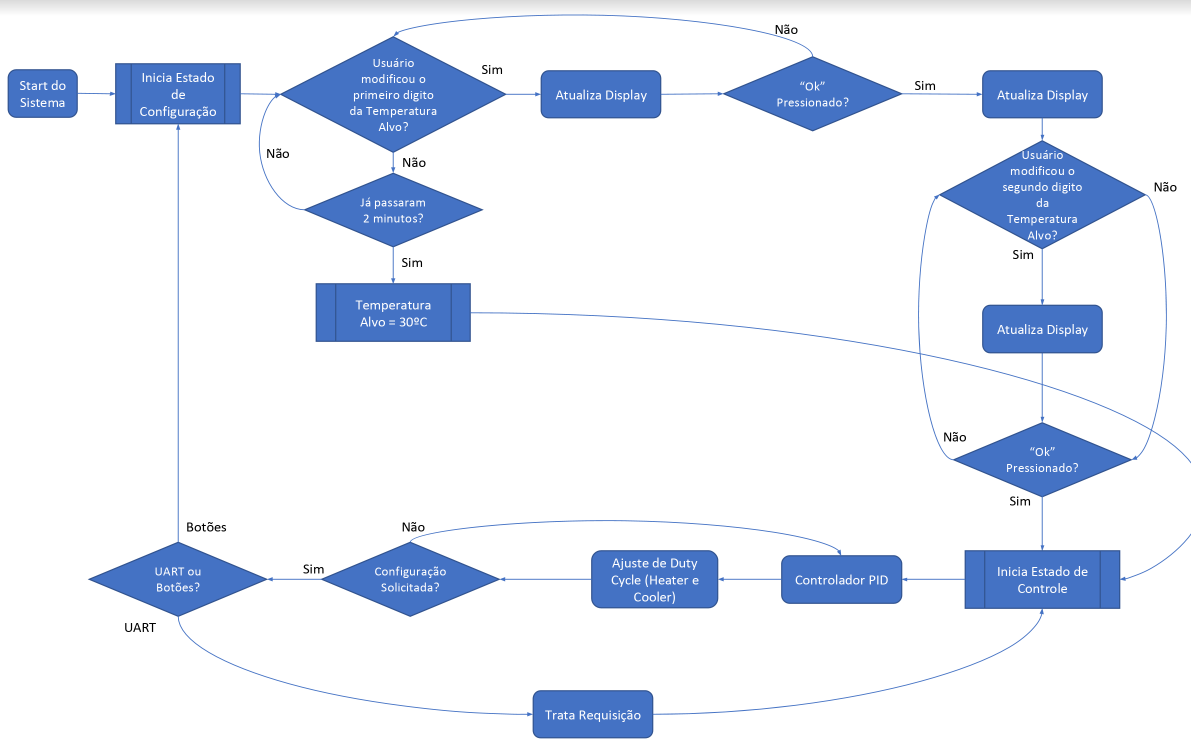 Start do
Sistema
Inicia Estado
de
Configuração
Usuário
modificou o
primeiro digito
da Temperatura
Alvo?
Sim
Atualiza Display
Não
"Ok"
Pressionado?
Sim
Atualiza Display
Não
Não
Já passaram
2 minutos?
Sim
Temperatura
Alvo = 30ºC
Usuário
modificou o
segundo digito
da
Temperatura
Alvo?
Não
Sim
Atualiza Display
Não
"Ok"
Pressionado?
Sim
Inicia Estado de
Controle
Controlador PID
Ajuste de Duty
Cycle (Heater e
Cooler)
Não
Configuração
Solicitada?
Sim
Botões
UART ou
Botões?
UART
Trata Requisição